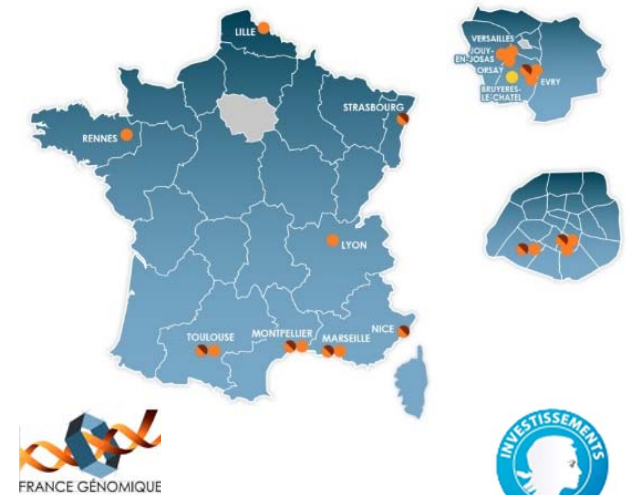 LILLE
VERSAILLES
JOUY-
EN-JOSAS
ORSAY
EVRY
BRUYERES-
LE-CHATEL
STRASBOURG
RENNES
LYON
NICE
TOULOUSE
MONTPELLIER
MARSEILLE
FRANCE GÉNOMIQUE
INVESTISSEMENTS